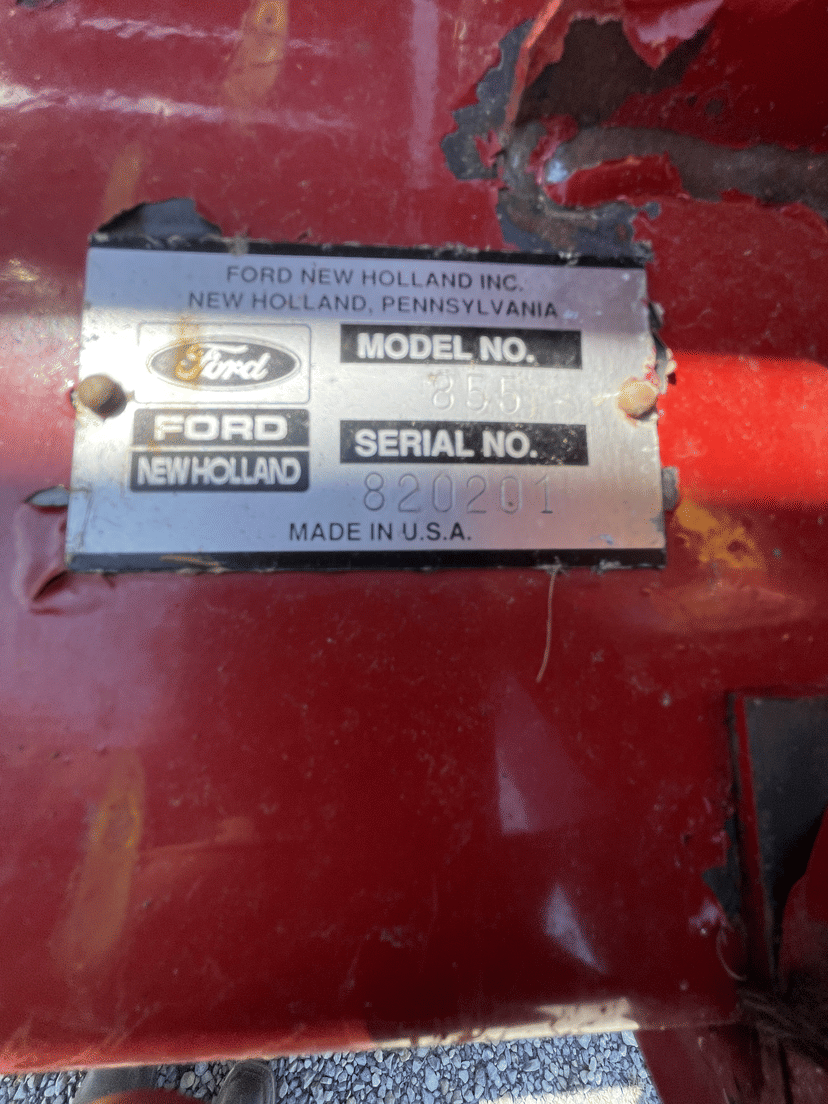 FORD NEW HOLLAND INC.
NEW HOLLAND, PENNSYLVANIA
Ford
MODEL NO.
855
FORD
NEW HOLLAND
SERIAL NO.
820201
MADE IN U.S.A.